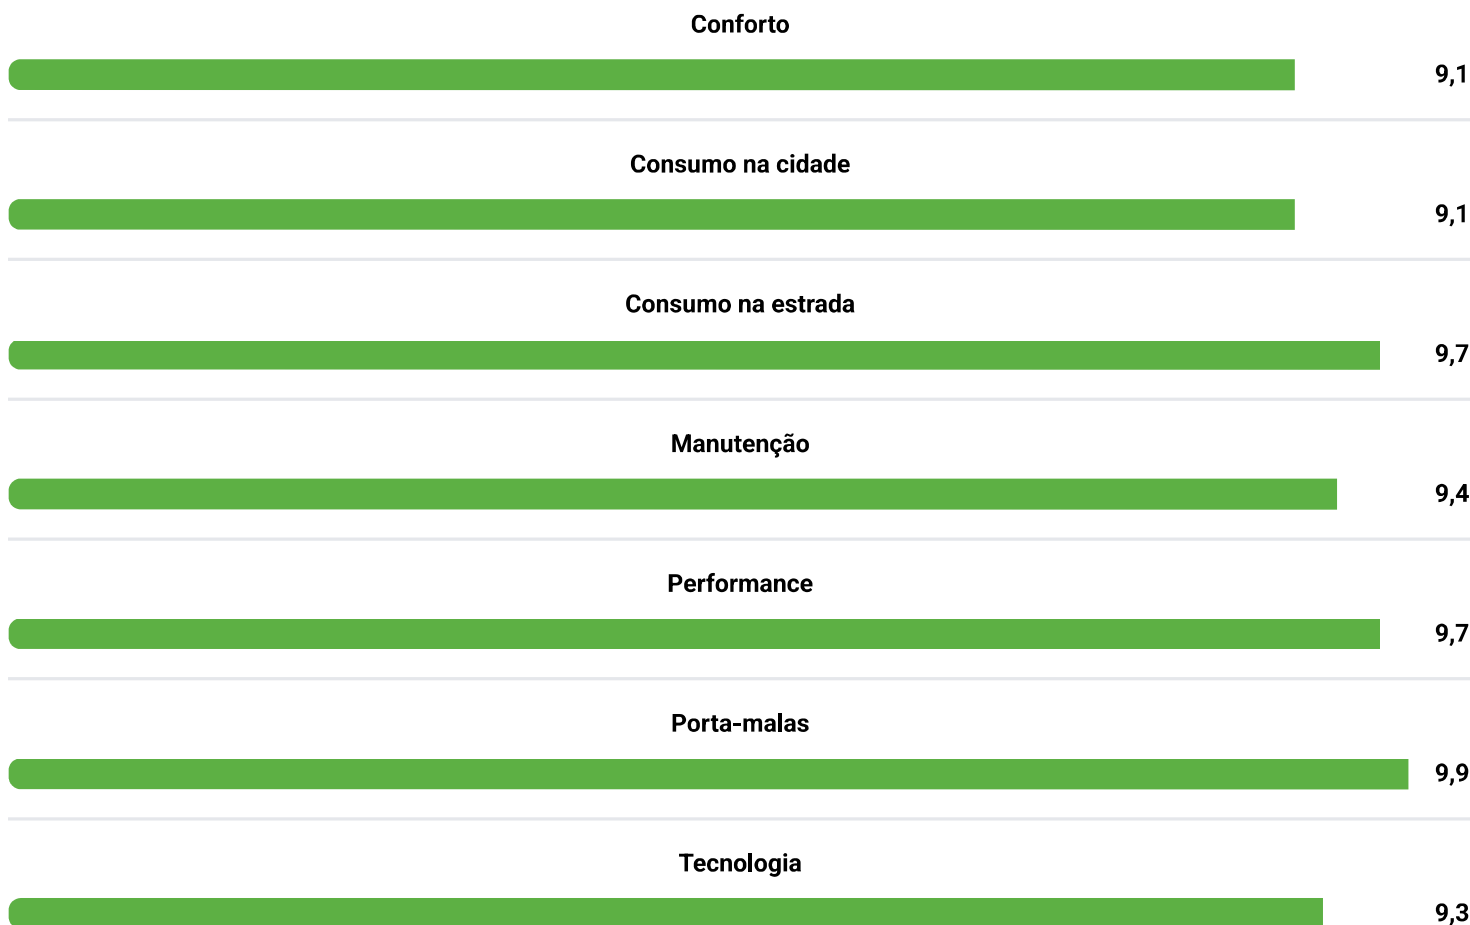 Conforto
9,1
Consumo na cidade
9,1
Consumo na estrada
9,7
Manutenção
9,4
Performance
9,7
Porta-malas
9,9
Tecnologia
9,3